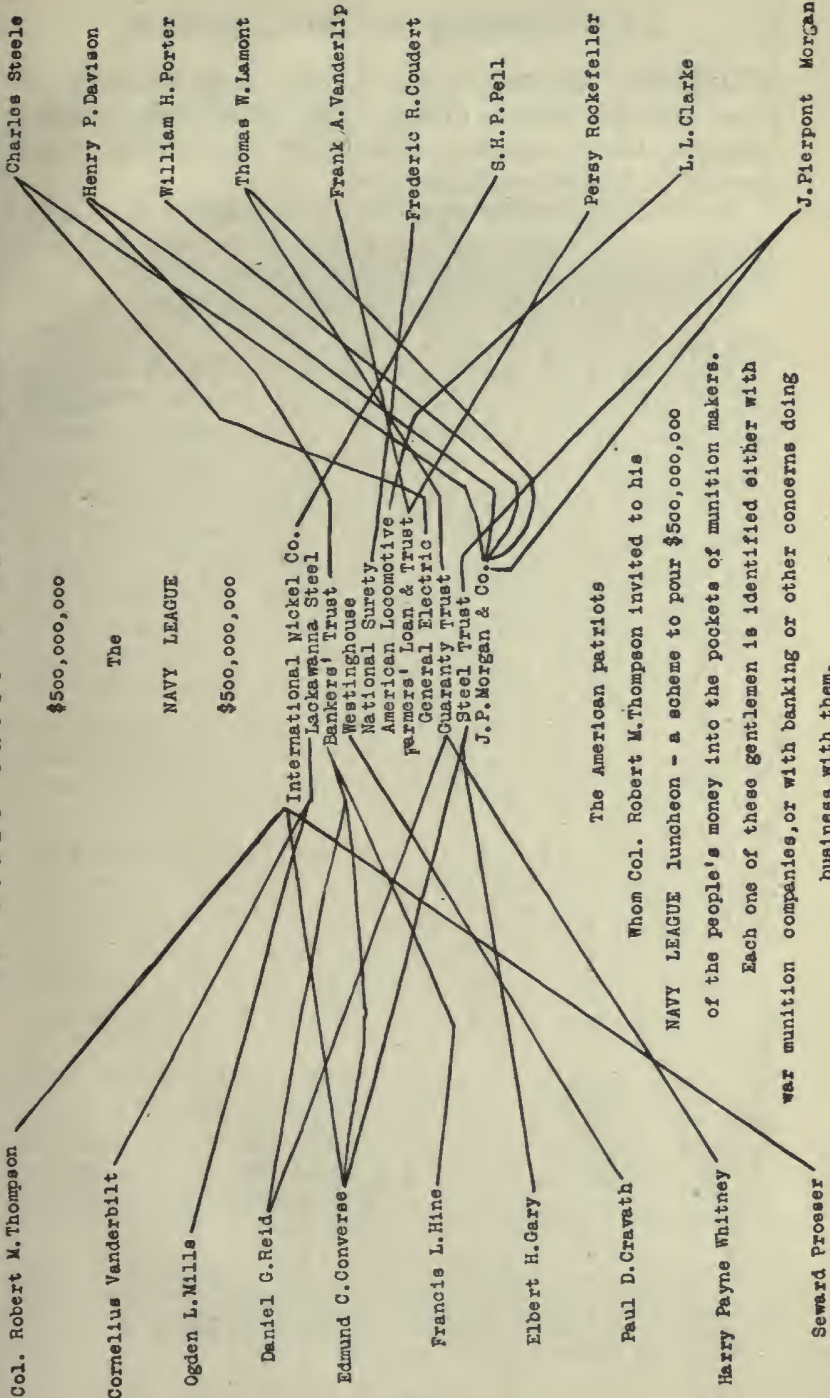 $500,000,000
The
NAVY LEAGUE
$500,000,000
Col. Robert M.Thompson
Cornelius Vanderbilt
Ogden L.Mills
Daniel G.Reid
Edmund C.Converse
Francis L.Hine
Elbert H.Gary
Paul D.Cravath
Harry Payne Whitney
Seward Prosser
International Nickel Co.
Lackawanna Steel
Bankers' Trust
Westinghouse
National Surety
American Locomotive
Farmers' Loan & Trust
General Electric
Guaranty Trust
Steel Trust
J.P.Morgan & Co.
Charles Steele
Henry P.Davison
William H.Porter
Thomas W.Lamont
Frank A.Vanderlip
Frederic R.Coudert
S.H.P.Pell
Persy Rockefeller
L.L.Clarke
J.Pierpont Morgan
The American patriots
Whom Col. Robert M.Thompson invited to his
NAVY LEAGUE luncheon - a scheme to pour $500,000,000
of the people's money into the pockets of munition makers.
Each one of these gentlemen is identified either with
war munition companies,or with banking or other concerns doing
business with them.